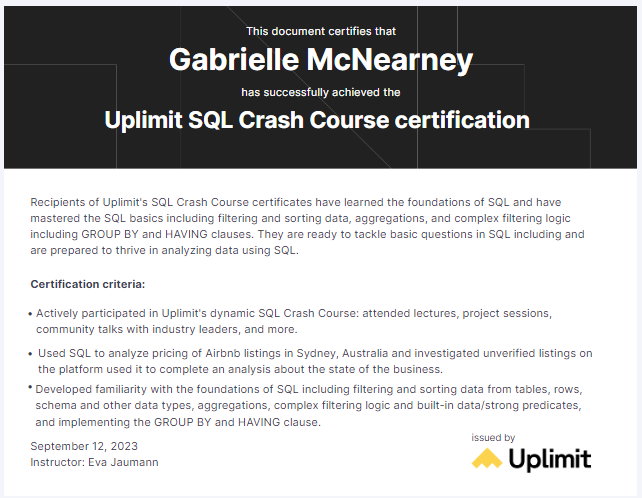 This document certifies that
Gabrielle McNearney
has successfully achieved the
Uplimit SQL Crash Course certification
Recipients of Uplimit's SQL Crash Course certificates have learned the foundations of SQL and have
mastered the SQL basics including filtering and sorting data, aggregations, and complex filtering logic
including GROUP BY and HAVING clauses. They are ready to tackle basic questions in SQL including and
are prepared to thrive in analyzing data using SQL.
Certification criteria:
• Actively participated in Uplimit's dynamic SQL Crash Course: attended lectures, project sessions,
community talks with industry leaders, and more.
• Used SQL to analyze pricing of Airbnb listings in Sydney, Australia and investigated unverified listings on
the platform used it to complete an analysis about the state of the business.
• Developed familiarity with the foundations of SQL including filtering and sorting data from tables, rows,
schema and other data types, aggregations, complex filtering logic and built-in data/strong predicates,
and implementing the GROUP BY and HAVING clause.
September 12, 2023
Instructor: Eva Jaumann
issued by
Uplimit